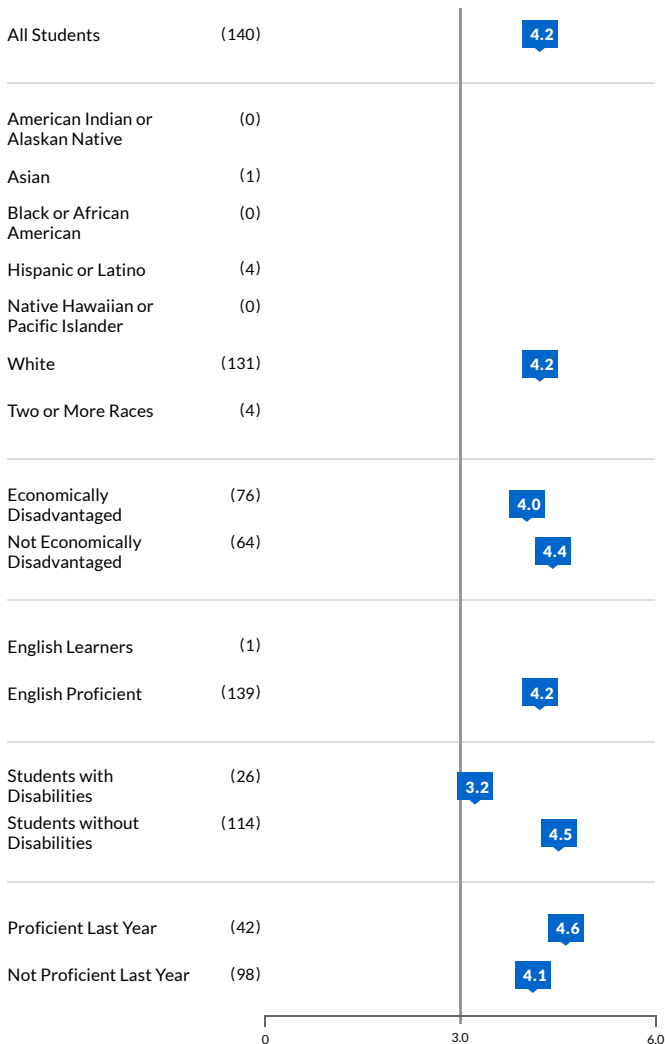 All Students (140) 4.2
American Indian or (0)
Alaskan Native
Asian (1)
Black or African (0)
American
Hispanic or Latino (4)
Native Hawaiian or (0)
Pacific Islander
White (131) 4.2
Two or More Races (4)
Economically (76) 4.0
Disadvantaged
Not Economically (64) 4.4
Disadvantaged
English Learners (1)
English Proficient (139) 4.2
Students with (26) 3.2
Disabilities
Students without (114) 4.5
Disabilities
Proficient Last Year (42) 4.6
Not Proficient Last Year (98) 4.1
0 3.0 6.0